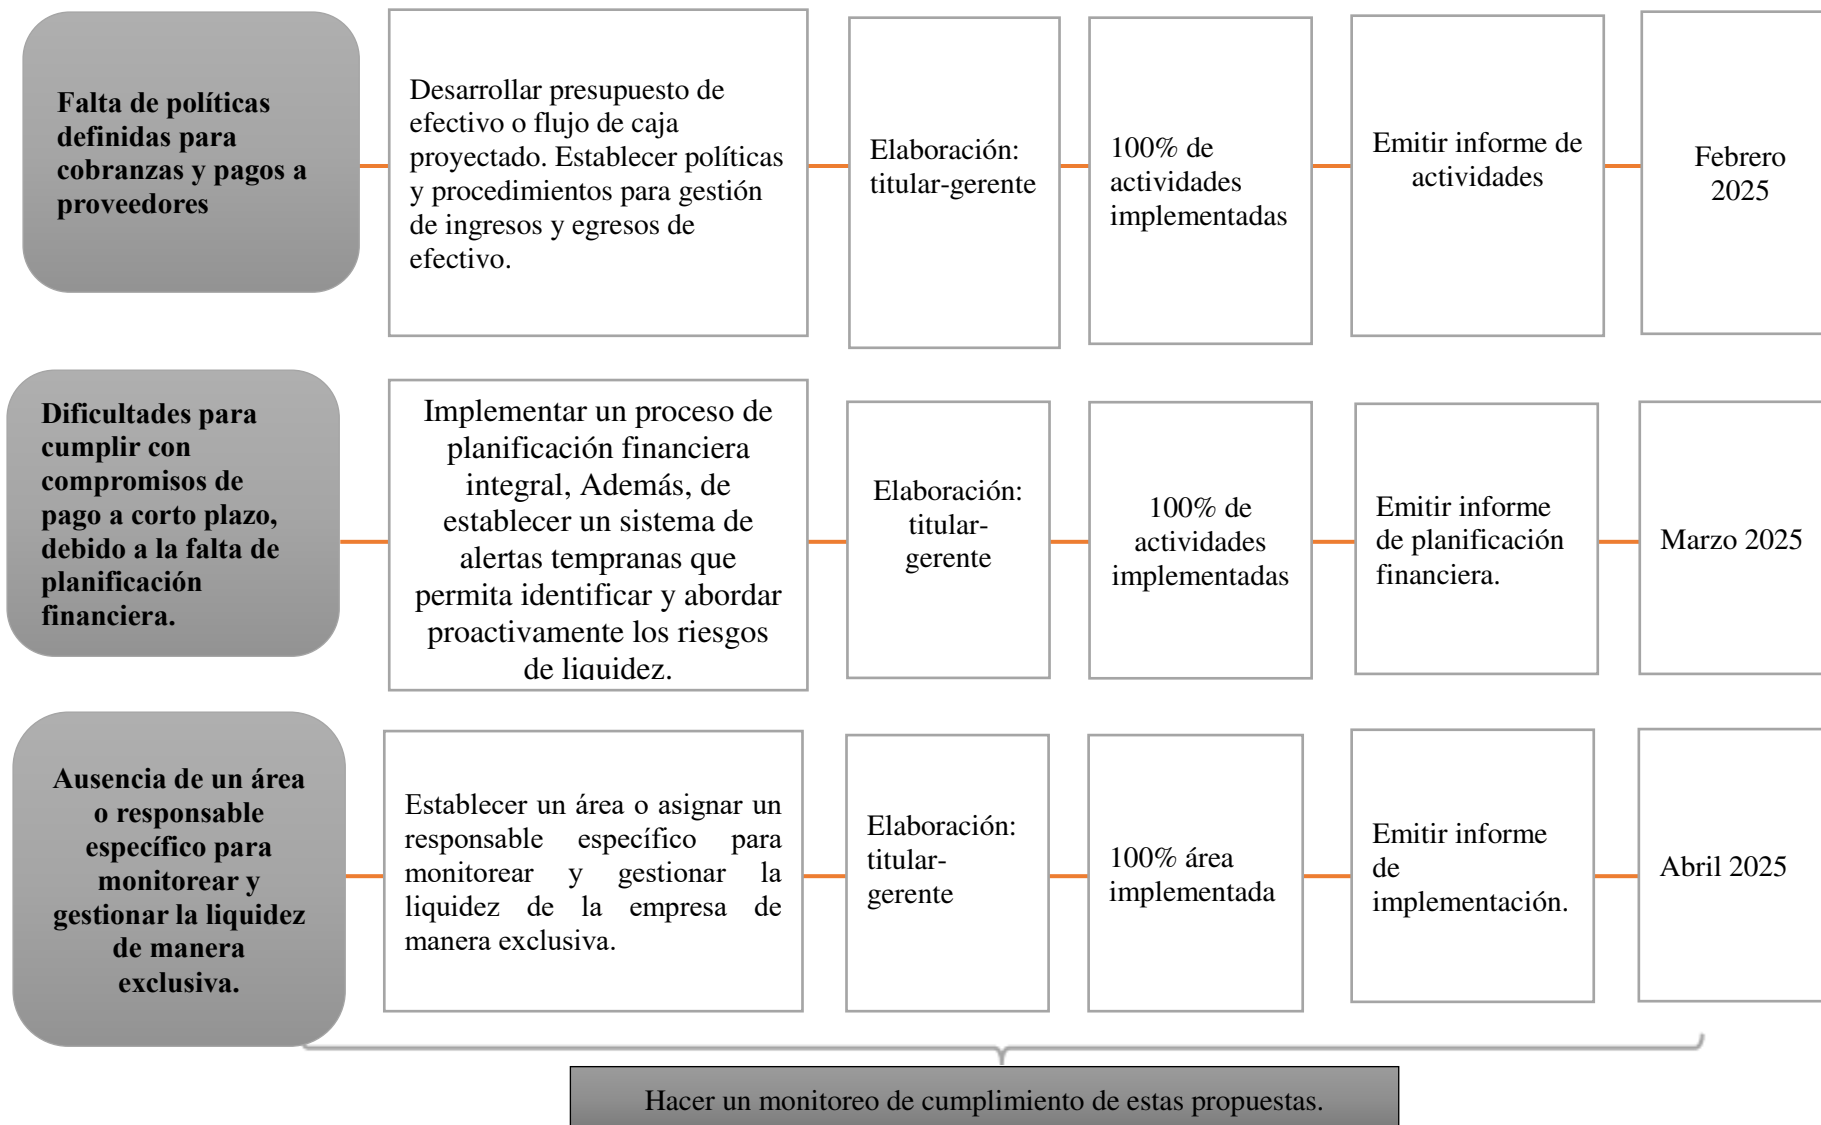 Falta de políticas
definidas para
cobranzas y pagos a
proveedores
Desarrollar presupuesto de
efectivo o flujo de caja
proyectado. Establecer políticas
y procedimientos para gestión
de ingresos y egresos de
efectivo.
Elaboración:
titular-gerente
100% de
actividades
implementadas
Emitir informe de
actividades
Febrero
2025
Dificultades para
cumplir con
compromisos de
pago a corto plazo,
debido a la falta de
planificación
financiera.
Implementar un proceso de
planificación financiera
integral, Además, de
establecer un sistema de
alertas tempranas que
permita identificar y abordar
proactivamente los riesgos
de liquidez.
Elaboración:
titular-
gerente
100% de
actividades
implementadas
Emitir informe
de planificación
financiera.
Marzo 2025
Ausencia de un área
o responsable
específico para
monitorear y
gestionar la liquidez
de manera
exclusiva.
Establecer un área o asignar un
responsable específico para
monitorear y gestionar la
liquidez de la empresa de
manera exclusiva.
Elaboración:
titular-
gerente
100% área
implementada
Emitir informe
de
implementación.
Abril 2025
Hacer un monitoreo de cumplimiento de estas propuestas.